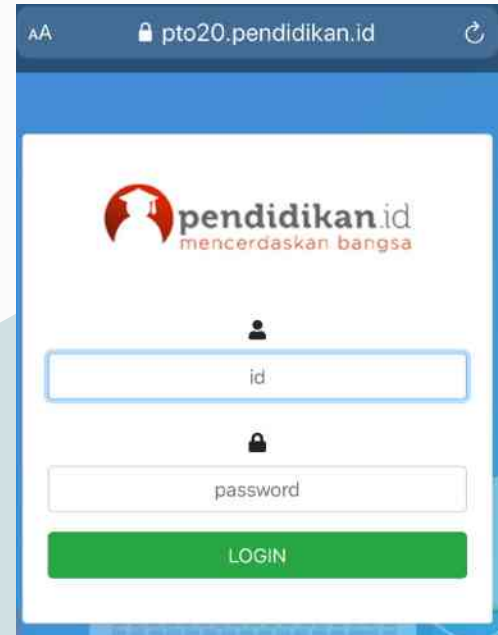 AA pto20.pendidikan.id
pendidikan.id
mencerdaskan bangsa
id
password
LOGIN